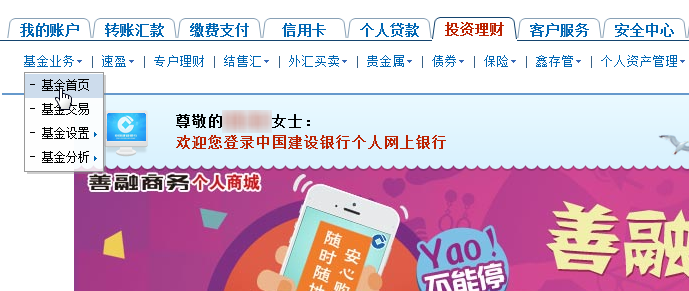 我的账户 转账汇款 缴费支付 信用卡 个人贷款 投资理财 客户服务 安全中心
基金业务 | 速盈 | 专户理财 | 结售汇 | 外汇买卖 | 贵金属 | 债券 | 保险 | 鑫存管 | 个人资产管理
- 基金首页
- 基金交易
- 基金设置
- 基金分析
尊敬的 女士：
欢迎您登录中国建设银行个人网上银行
善融商务个人商城
随时随地
安心购
Yao!
不能停
善融